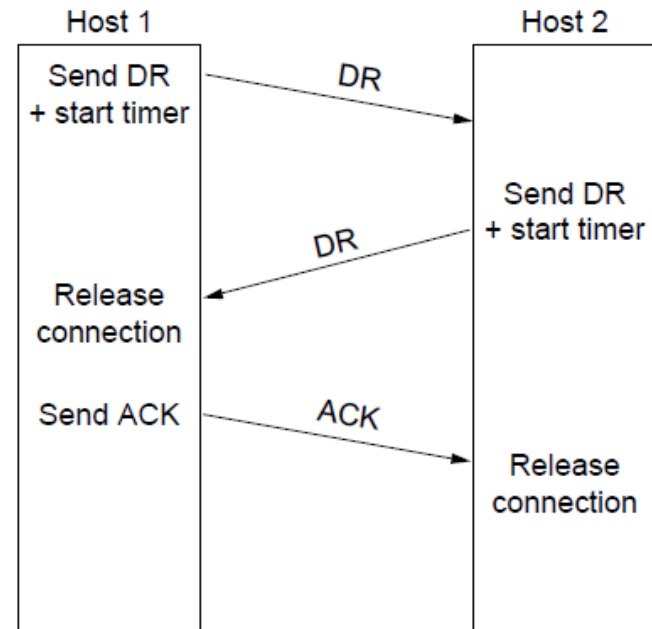 Host 1
Host 2
Send DR
+ start timer
DR
Send DR
+ start timer
DR
Release
connection
Send ACK
ACK
Release
connection